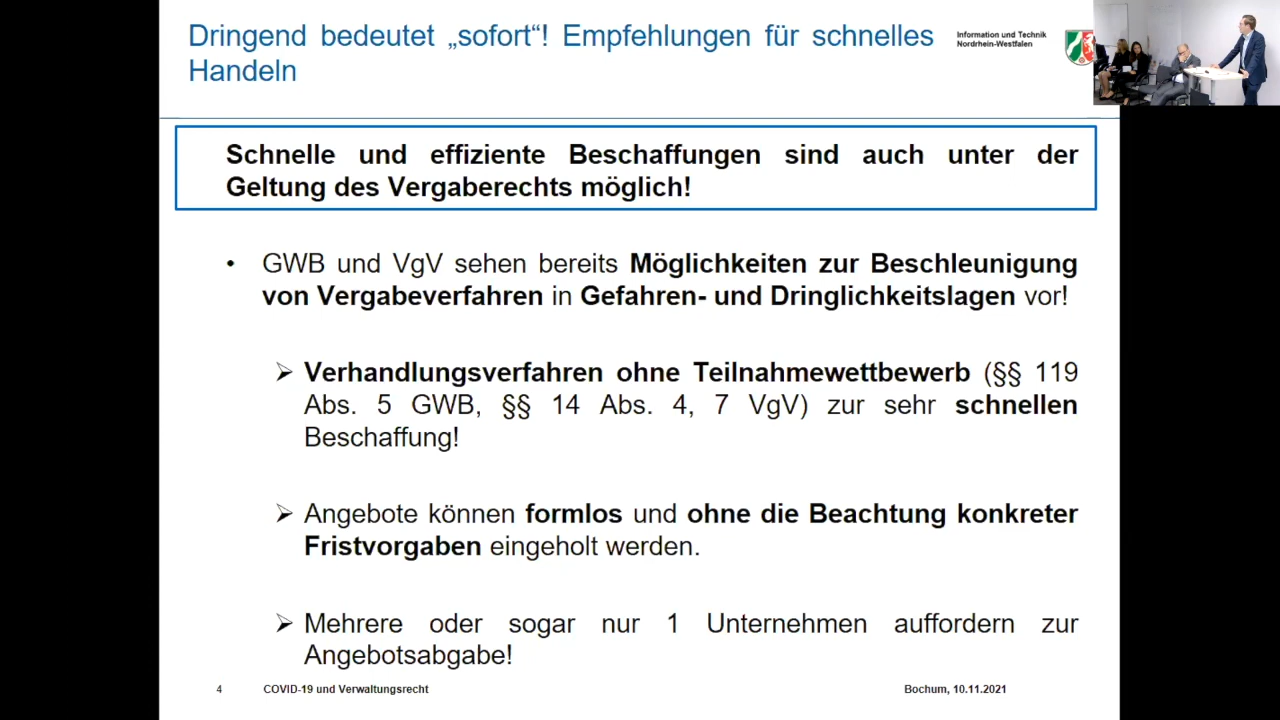 Dringend bedeutet „sofort“! Empfehlungen für schnelles
Handeln
Information und Technik
Nordrhein-Westfalen
Schnelle und effiziente Beschaffungen sind auch unter der
Geltung des Vergaberechts möglich!
• GWB und VgV sehen bereits Möglichkeiten zur Beschleunigung
von Vergabeverfahren in Gefahren- und Dringlichkeitslagen vor!
➢ Verhandlungsverfahren ohne Teilnahmewettbewerb (§§ 119
Abs. 5 GWB, §§ 14 Abs. 4, 7 VgV) zur sehr schnellen
Beschaffung!
➢ Angebote können formlos und ohne die Beachtung konkreter
Fristvorgaben eingeholt werden.
➢ Mehrere oder sogar nur 1 Unternehmen auffordern zur
Angebotsabgabe!
4 COVID-19 und Verwaltungsrecht Bochum, 10.11.2021